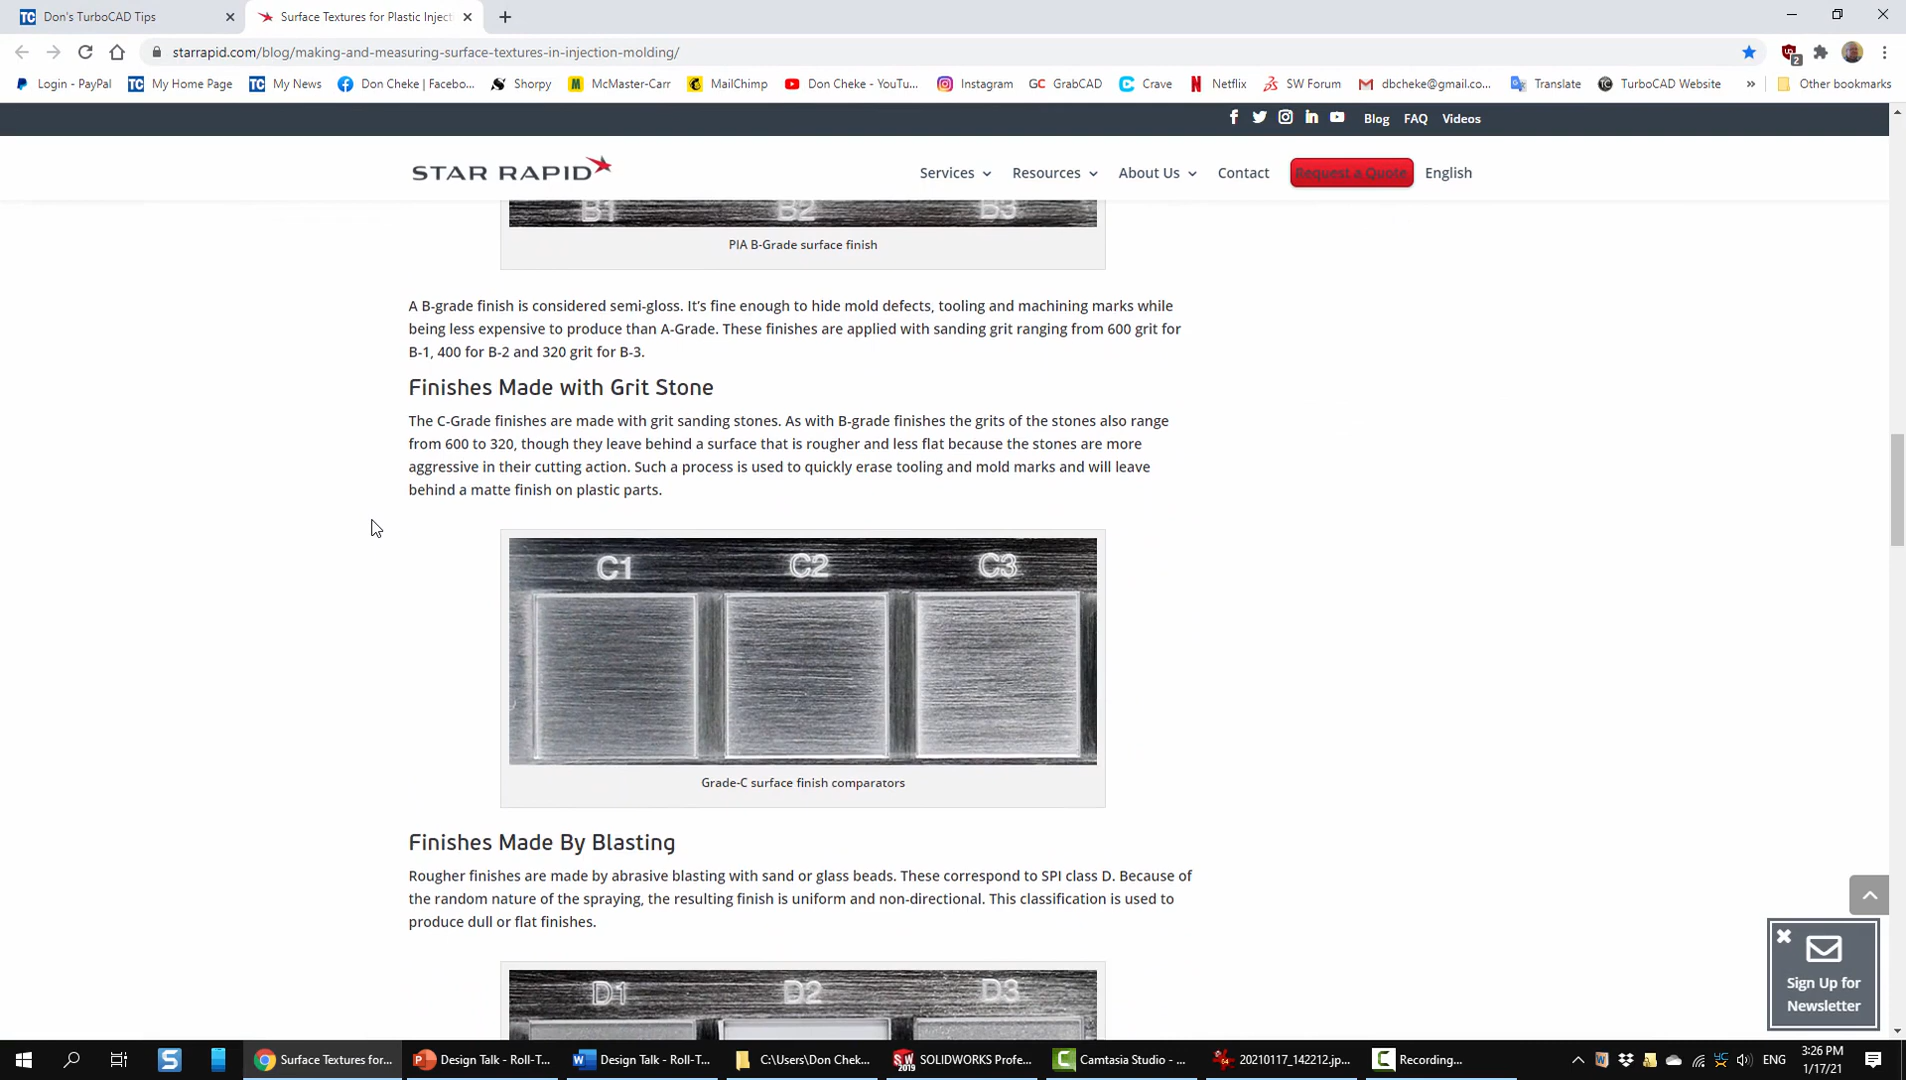 Don's TurboCAD Tips
Surface Textures for Plastic Inject
starrapid.com/blog/making-and-measuring-surface-textures-in-injection-molding/
Login - PayPal My Home Page My News Don Cheke | Facebo... Shorpy McMaster-Carr MailChimp Don Cheke - YouTu... Instagram GrabCAD Crave Netflix SW Forum dbcheke@gmail.co... Translate TurboCAD Website » Other bookmarks
Blog FAQ Videos
STAR RAPID Services Resources About Us Contact Request a Quote English
B1 B2 B3
PIA B-Grade surface finish
A B-grade finish is considered semi-gloss. It's fine enough to hide mold defects, tooling and machining marks while
being less expensive to produce than A-Grade. These finishes are applied with sanding grit ranging from 600 grit for
B-1, 400 for B-2 and 320 grit for B-3.
Finishes Made with Grit Stone
The C-Grade finishes are made with grit sanding stones. As with B-grade finishes the grits of the stones also range
from 600 to 320, though they leave behind a surface that is rougher and less flat because the stones are more
aggressive in their cutting action. Such a process is used to quickly erase tooling and mold marks and will leave
behind a matte finish on plastic parts.
C1 C2 C3
Grade-C surface finish comparators
Finishes Made By Blasting
Rougher finishes are made by abrasive blasting with sand or glass beads. These correspond to SPI class D. Because of
the random nature of the spraying, the resulting finish is uniform and non-directional. This classification is used to
produce dull or flat finishes.
D1 D2 D3
Sign Up for
Newsletter
Surface Textures for... Design Talk - Roll-T... Design Talk - Roll-T... C:\Users\Don Chek... SOLIDWORKS Profe... Camtasia Studio - ... 20210117_142212.jp... Recording... ENG
3:26 PM
1/17/21